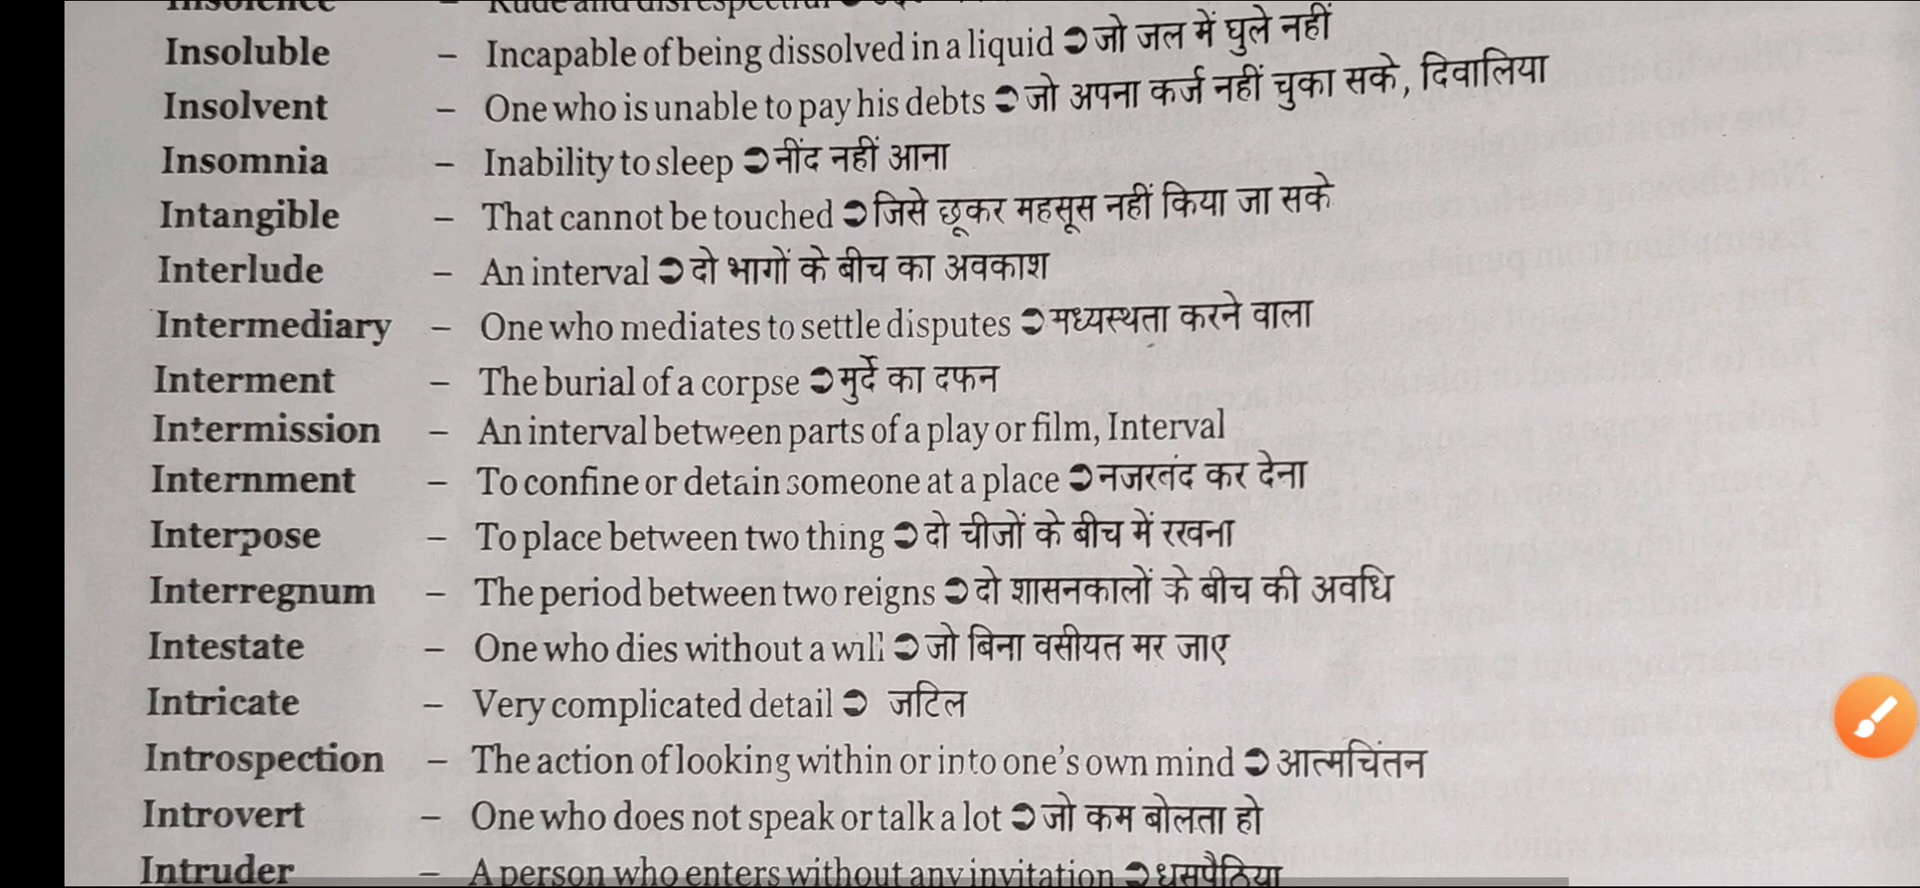 Insolence – Rude and disrespectful
Insoluble – Incapable of being dissolved in a liquid ➲ जो जल में घुले नहीं
Insolvent – One who is unable to pay his debts ➲ जो अपना कर्ज नहीं चुका सके, दिवालिया
Insomnia – Inability to sleep ➲ नींद नहीं आना
Intangible – That cannot be touched ➲ जिसे छूकर महसूस नहीं किया जा सके
Interlude – An interval ➲ दो भागों के बीच का अवकाश
Intermediary – One who mediates to settle disputes ➲ मध्यस्थता करने वाला
Interment – The burial of a corpse ➲ मुर्दे का दफन
Intermission – An interval between parts of a play or film, Interval
Internment – To confine or detain someone at a place ➲ नजरबंद कर देना
Interpose – To place between two thing ➲ दो चीजों के बीच में रखना
Interregnum – The period between two reigns ➲ दो शासनकालों के बीच की अवधि
Intestate – One who dies without a will ➲ जो बिना वसीयत मर जाए
Intricate – Very complicated detail ➲ जटिल
Introspection – The action of looking within or into one's own mind ➲ आत्मचिंतन
Introvert – One who does not speak or talk a lot ➲ जो कम बोलता हो
Intruder – A person who enters without any invitation ➲ घुसपैठिया